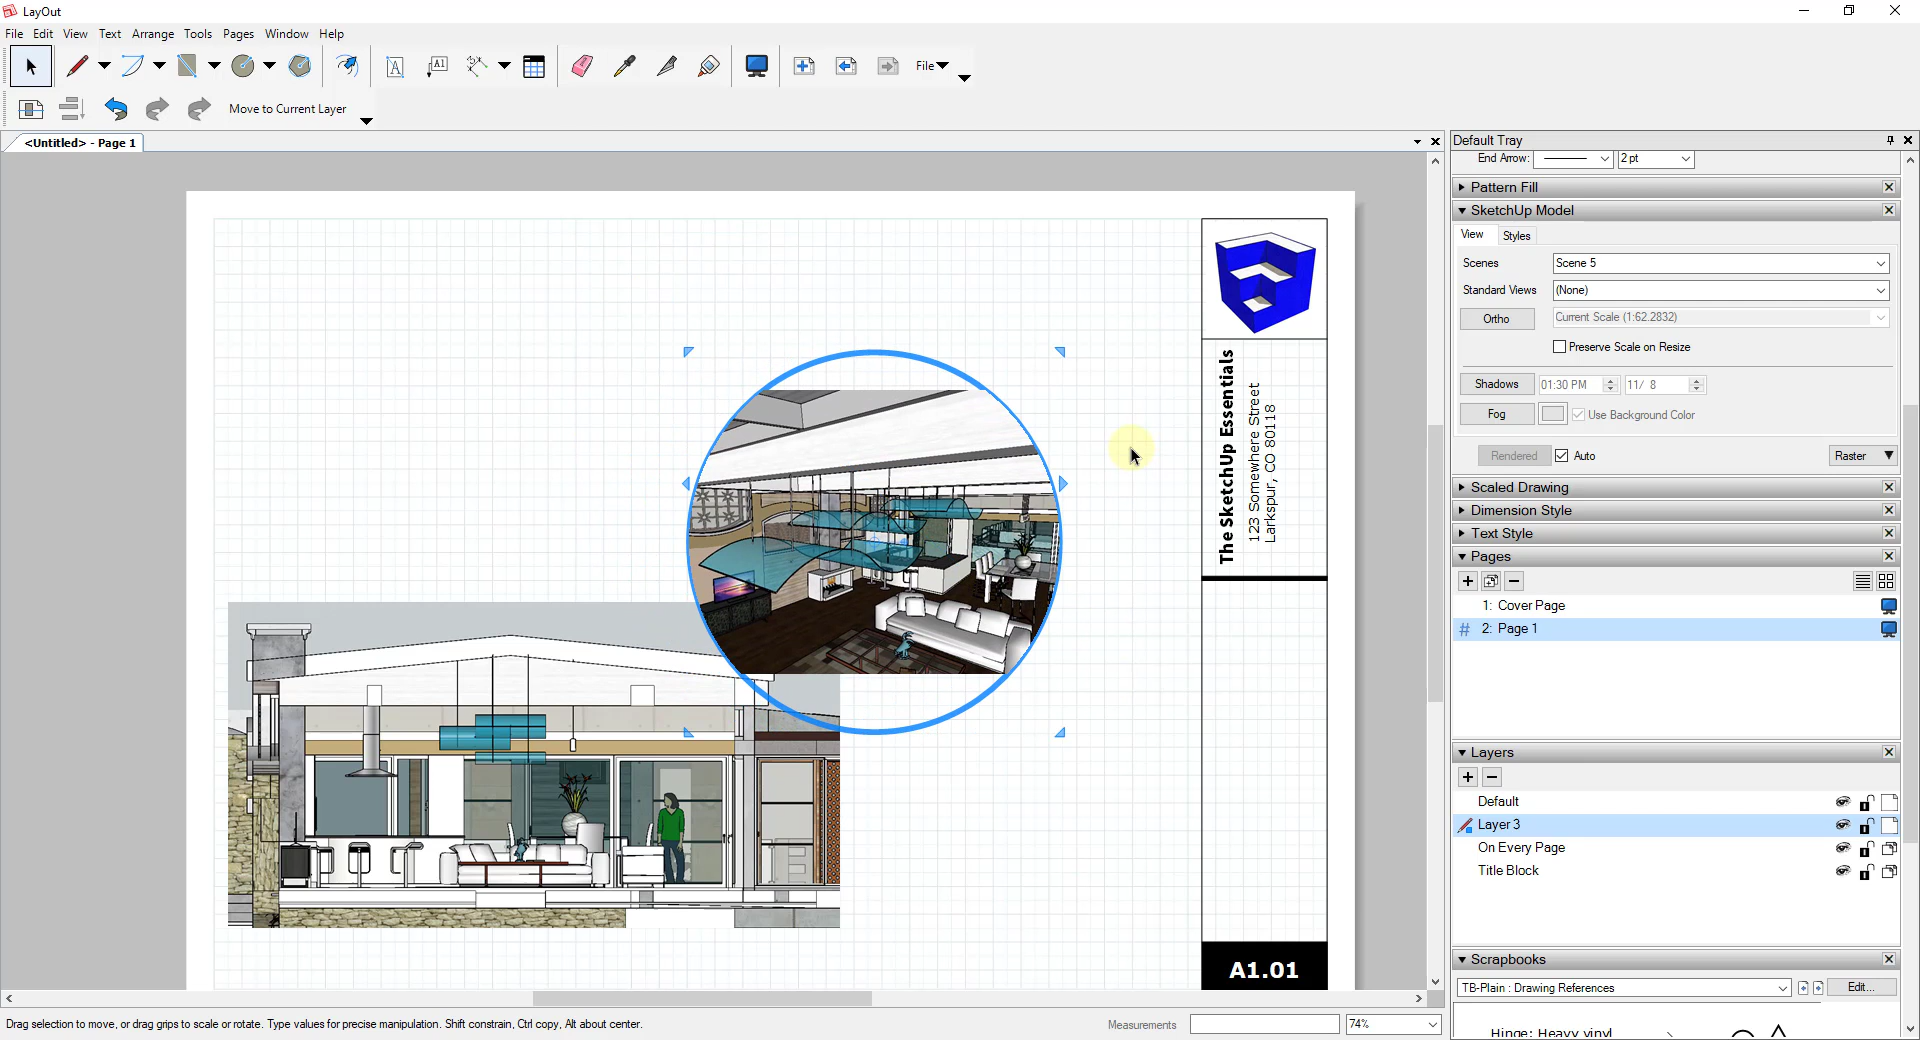 LayOut
File Edit View Text Arrange Tools Pages Window Help
A A1 File
Move to Current Layer
<Untitled> - Page 1
Default Tray
End Arrow: 2 pt
Pattern Fill
SketchUp Model
View Styles
Scenes Scene 5
Standard Views (None)
Ortho Current Scale (1:62.2832)
Preserve Scale on Resize
Shadows 01:30 PM 11/ 8
Fog Use Background Color
Rendered Auto Raster
Scaled Drawing
Dimension Style
Text Style
Pages
1: Cover Page
# 2: Page 1
Layers
Default
Layer 3
On Every Page
Title Block
Scrapbooks
TB-Plain : Drawing References Edit...
Hinge: Heavy vinyl
The SketchUp Essentials
123 Somewhere Street
Larkspur, CO 80118
A1.01
Drag selection to move, or drag grips to scale or rotate. Type values for precise manipulation. Shift constrain, Ctrl copy, Alt about center.
Measurements 74%